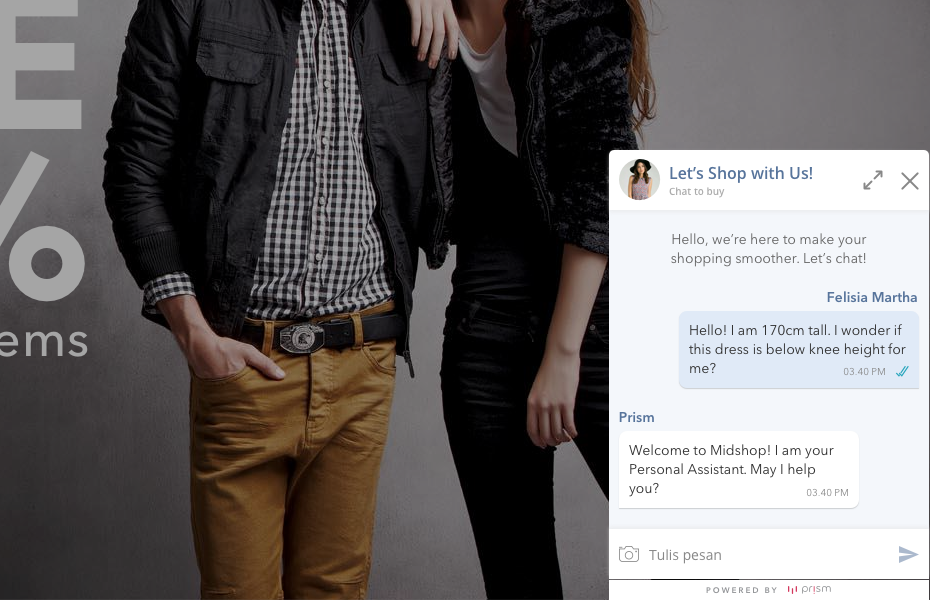 E
%
ems
Let’s Shop with Us!
Chat to buy
Hello, we’re here to make your
shopping smoother. Let’s chat!
Felisia Martha
Hello! I am 170cm tall. I wonder if
this dress is below knee height for
me?
03.40 PM
Prism
Welcome to Midshop! I am your
Personal Assistant. May I help
you?
03.40 PM
Tulis pesan
POWERED BY prism